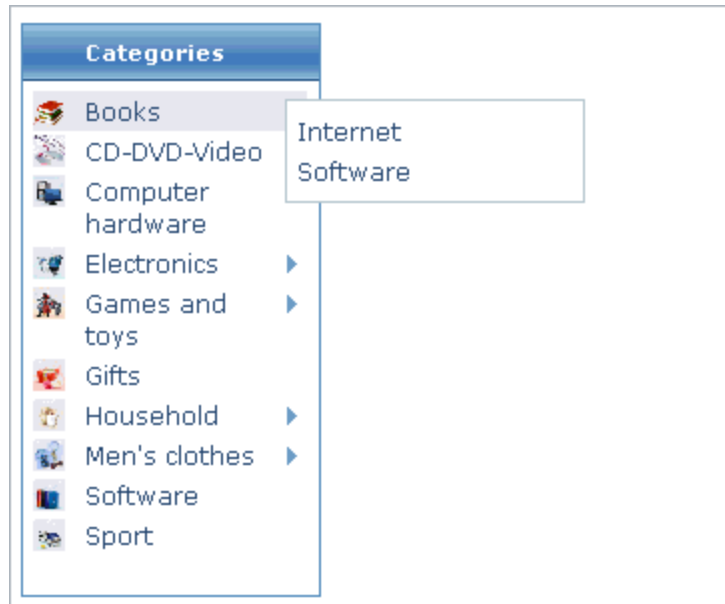 Categories
Books
Internet
CD-DVD-Video
Software
Computer
hardware
Electronics
Games and
toys
Gifts
Household
Men's clothes
Software
Sport